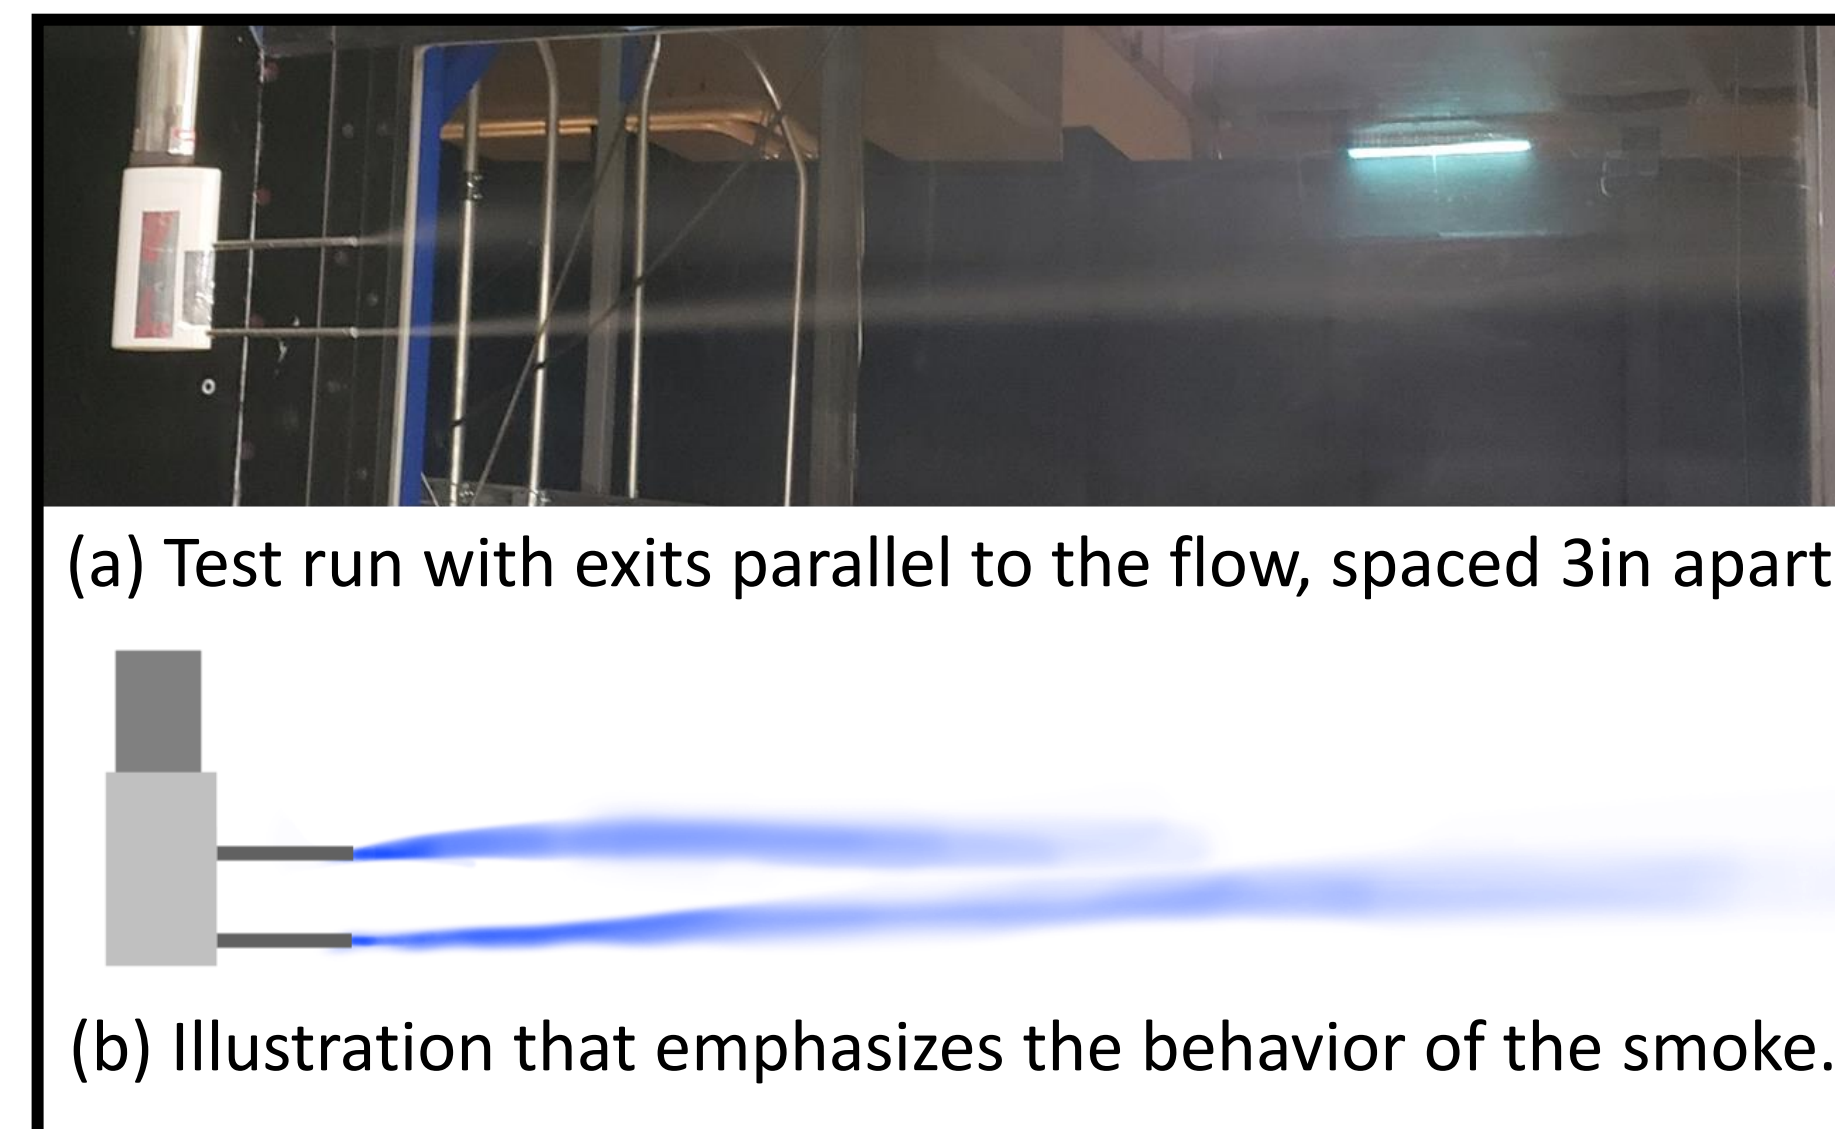 (a) Test run with exits parallel to the flow, spaced 3in apart
(b) Illustration that emphasizes the behavior of the smoke.